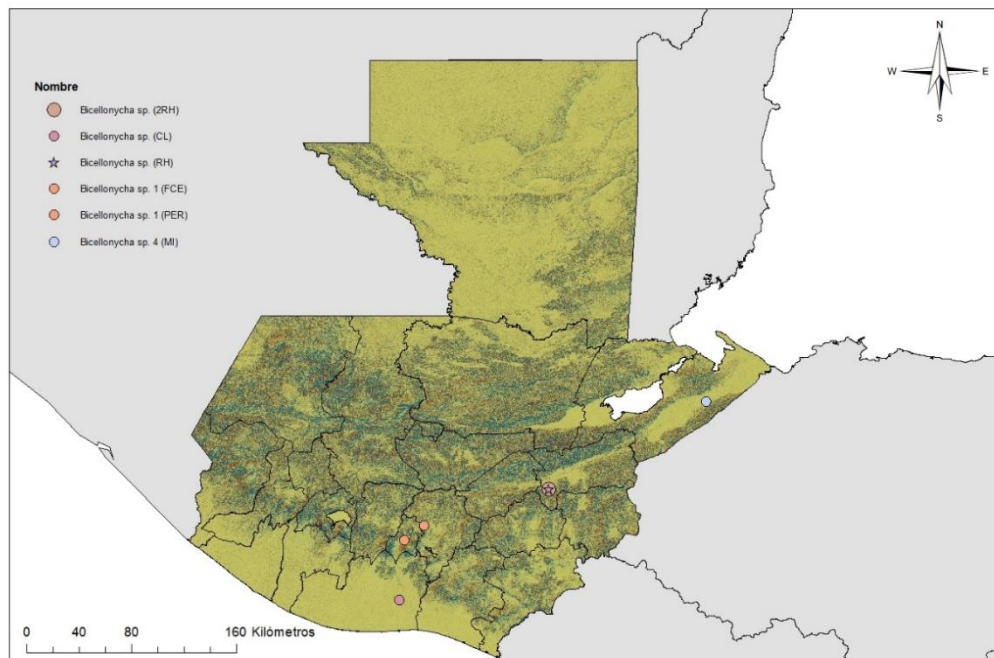 N
W E
S
Nombre
Bicellonycha sp. (2RH)
Bicellonycha sp. (CL)
Bicellonycha sp. (RH)
Bicellonycha sp. 1 (FCE)
Bicellonycha sp. 1 (PER)
Bicellonycha sp. 4 (MI)
0 40 80 160 Kilómetros